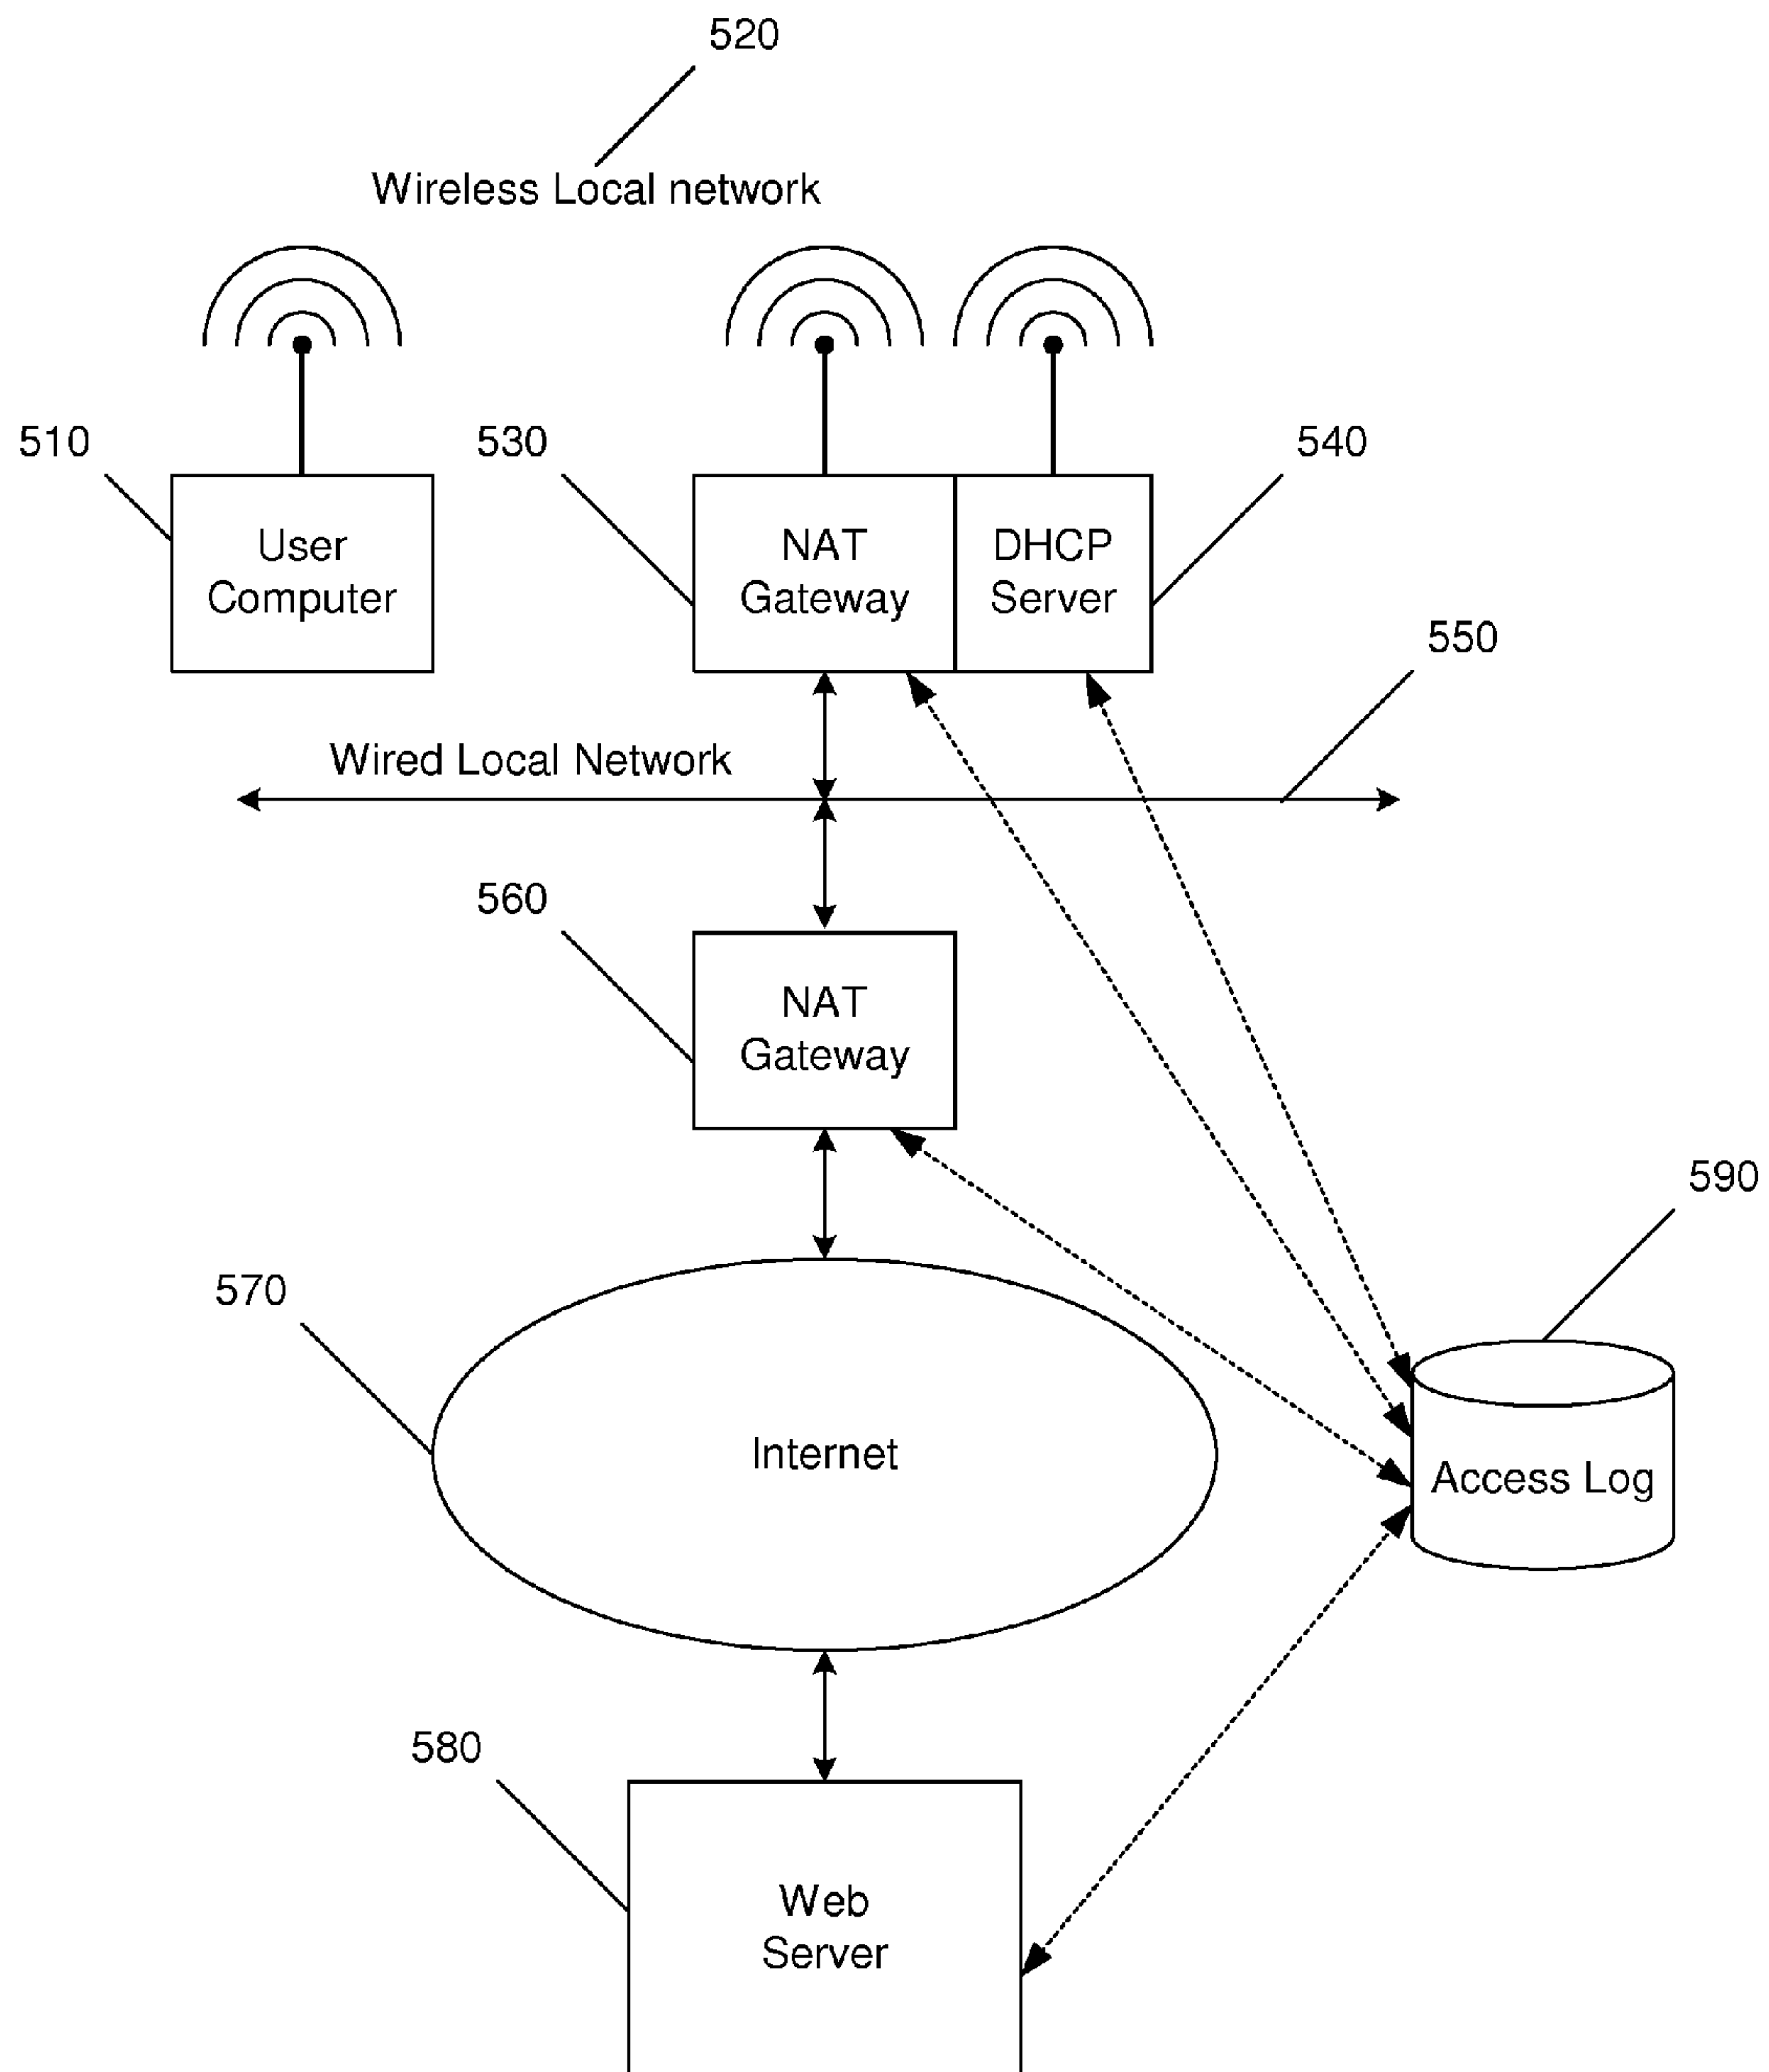 520
Wireless Local network
510
530
540
User
Computer
NAT
Gateway
DHCP
Server
550
Wired Local Network
560
NAT
Gateway
590
570
Internet
Access Log
580
Web
Server